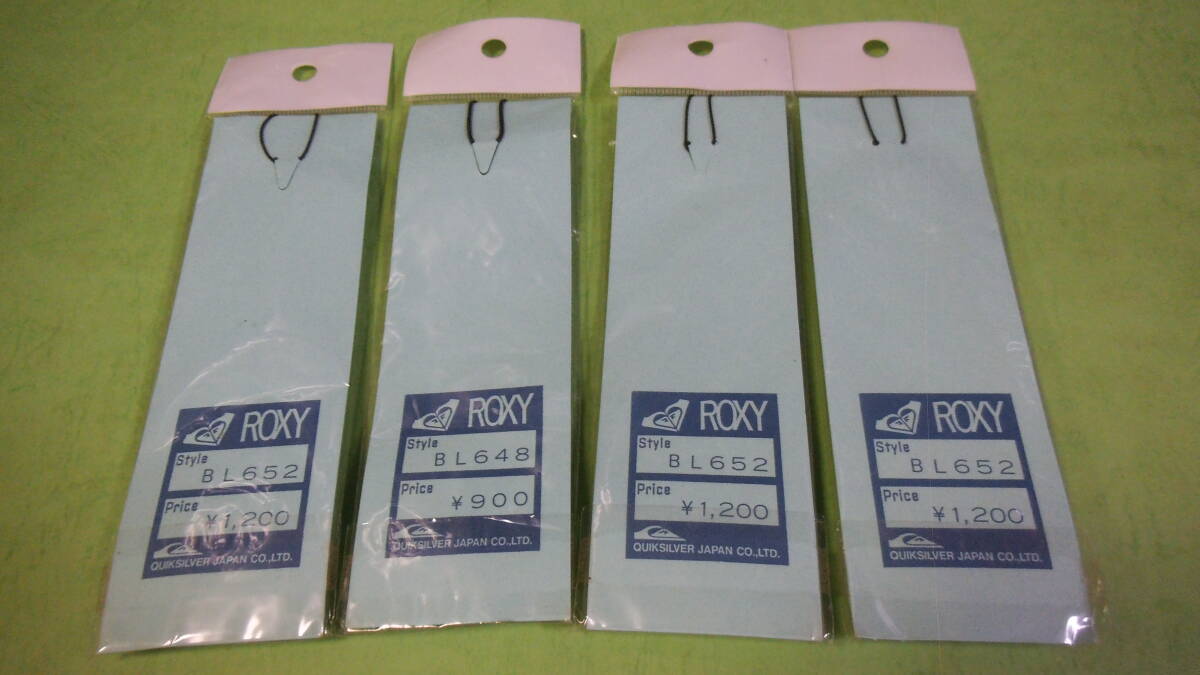 ROXY
Style
BL652
Price
¥1,200
QUIKSILVER JAPAN CO.,LTD.
ROXY
Style
BL648
Price
¥900
QUIKSILVER JAPAN CO.,LTD.
ROXY
Style
BL652
Price
¥1,200
QUIKSILVER JAPAN CO.,LTD.
ROXY
Style
BL652
Price
¥1,200
QUIKSILVER JAPAN CO.,LTD.